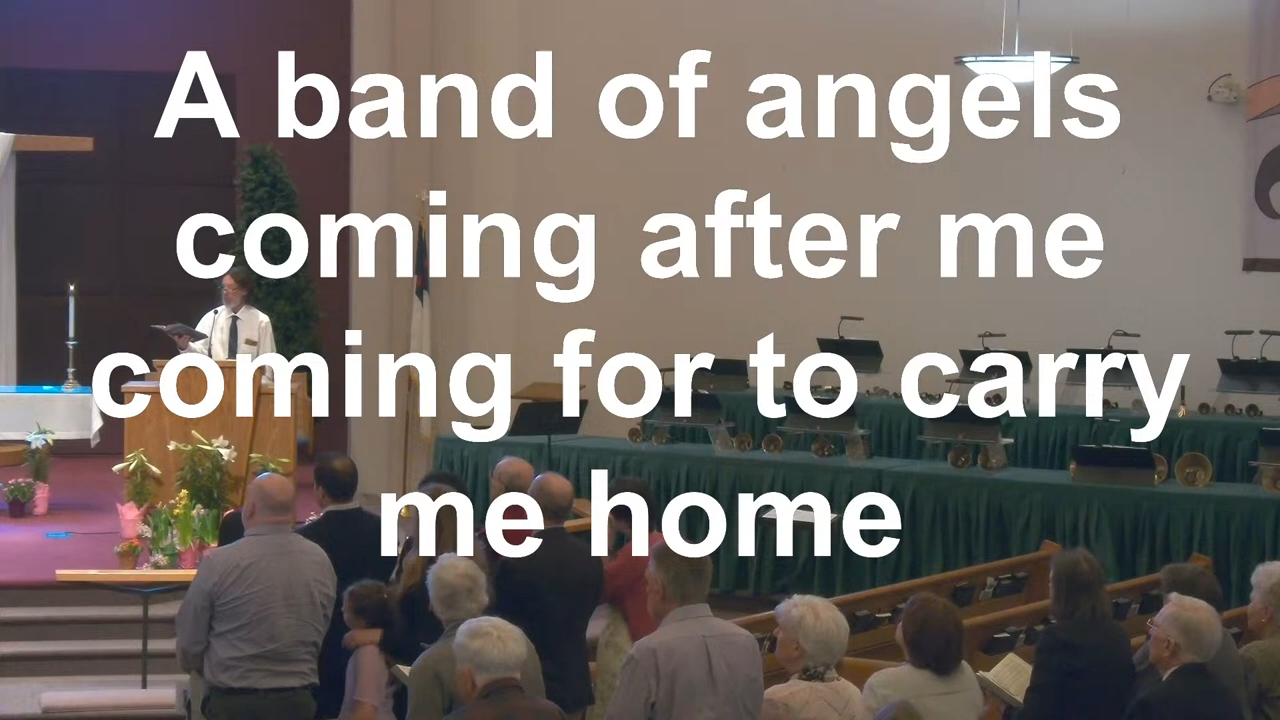 A band of angels
coming after me
coming for to carry
me home